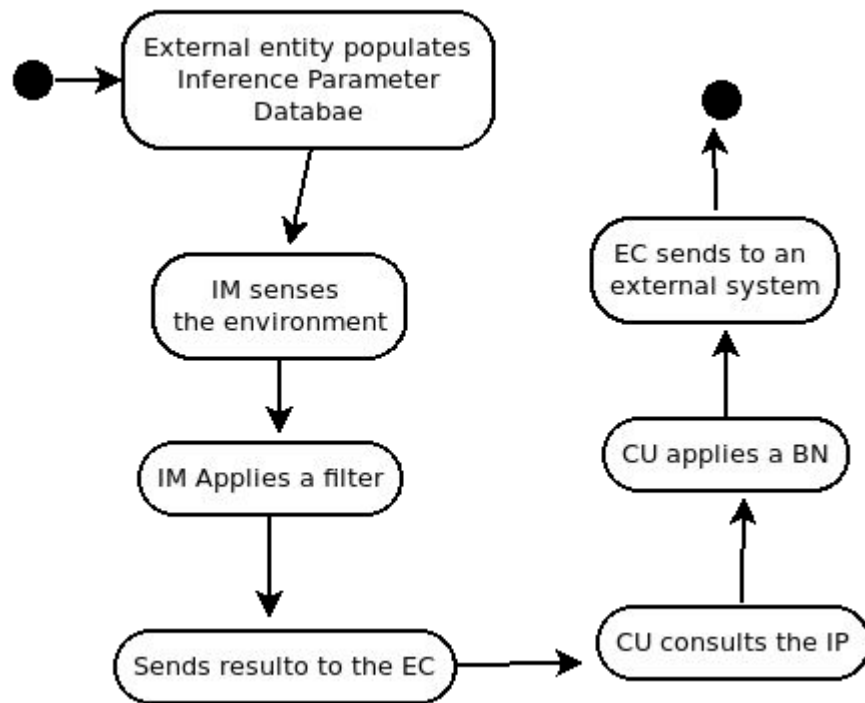 External entity populates
Inference Parameter
Databae
IM senses
the environment
IM Applies a filter
Sends resulto to the EC
CU consults the IP
CU applies a BN
EC sends to an
external system